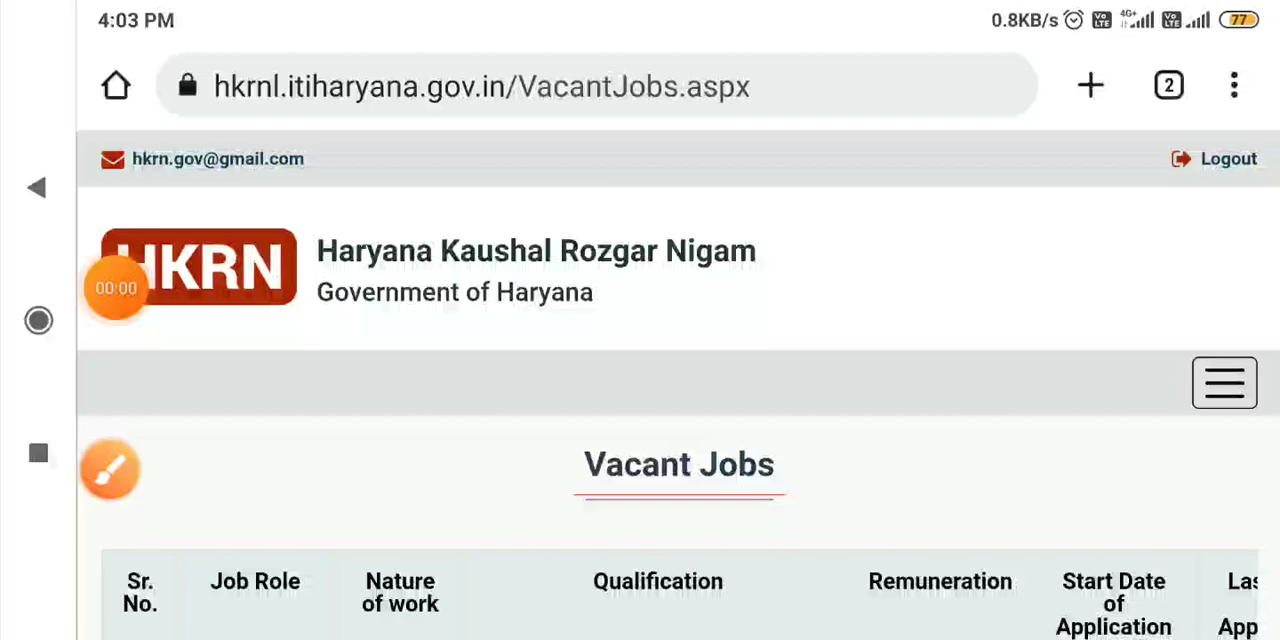 4:03 PM
0.8KB/s 4G+ 77
hkrnl.itiharyana.gov.in/VacantJobs.aspx
2
hkrn.gov@gmail.com
Logout
HKRN
Haryana Kaushal Rozgar Nigam
00:00
Government of Haryana
Vacant Jobs
Sr. No.
Job Role
Nature of work
Qualification
Remuneration
Start Date of Application